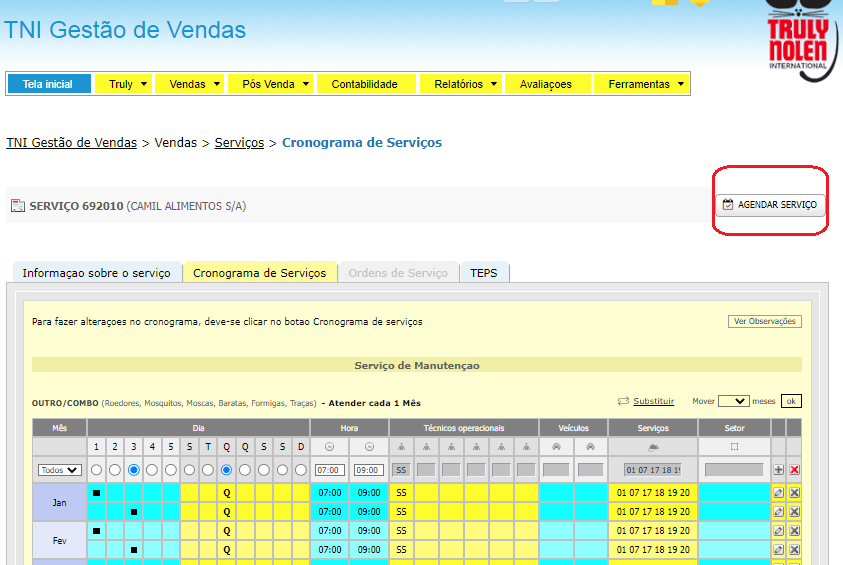 TNI Gestão de Vendas
TRULY
NOLEN
INTERNATIONAL
Tela inicial Truly Vendas Pós Venda Contabilidade Relatórios Avaliaçoes Ferramentas
TNI Gestão de Vendas > Vendas > Serviços > Cronograma de Serviços
SERVIÇO 692010 (CAMIL ALIMENTOS S/A)
AGENDAR SERVIÇO
Informaçao sobre o serviço Cronograma de Serviços Ordens de Serviço TEPS
Para fazer alteraçoes no cronograma, deve-se clicar no botao Cronograma de serviços
Ver Observações
Serviço de Manutençao
OUTRO/COMBO (Roedores, Mosquitos, Moscas, Baratas, Formigas, Traças) - Atender cada 1 Mês
Substituir Mover meses ok
Mês Dia Hora Técnicos operacionais Veículos Serviços Setor
1 2 3 4 5 S T Q Q S S D
Todos 07:00 09:00 SS 01 07 17 18 1
Jan
Q 07:00 09:00 SS 01 07 17 18 19 20
Q 07:00 09:00 SS 01 07 17 18 19 20
Fev
Q 07:00 09:00 SS 01 07 17 18 19 20
Q 07:00 09:00 SS 01 07 17 18 19 20